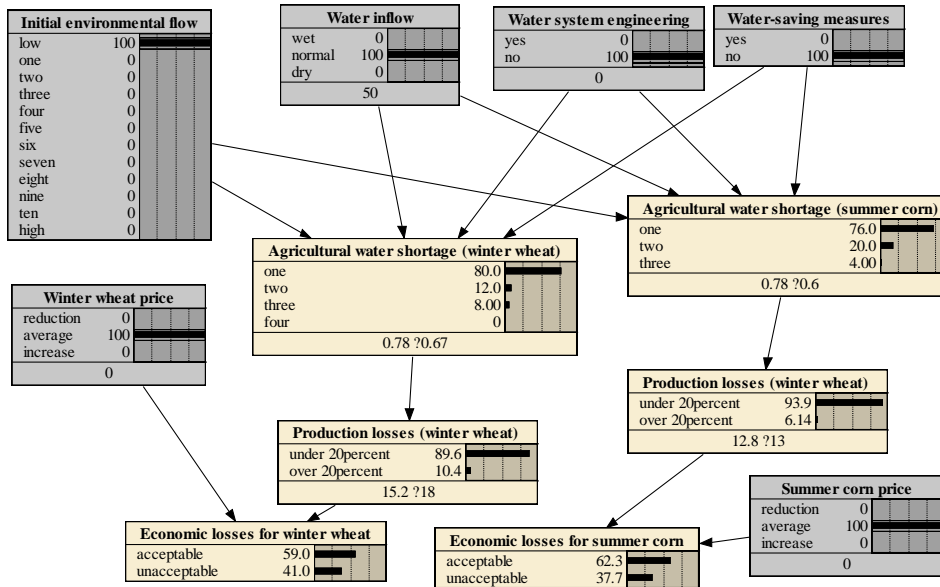 Initial environmental flow
low 100
one 0
two 0
three 0
four 0
five 0
six 0
seven 0
eight 0
nine 0
ten 0
high 0
Water inflow
wet 0
normal 100
dry 0
50
Water system engineering
yes 0
no 100
0
Water-saving measures
yes 0
no 100
Agricultural water shortage (winter wheat)
one 80.0
two 12.0
three 8.00
four 0
0.78 ?0.67
Agricultural water shortage (summer corn)
one 76.0
two 20.0
three 4.00
0.78 ?0.6
Winter wheat price
reduction 0
average 100
increase 0
0
Production losses (winter wheat)
under 20percent 89.6
over 20percent 10.4
15.2 ?18
Production losses (winter wheat)
under 20percent 93.9
over 20percent 6.14
12.8 ?13
Summer corn price
reduction 0
average 100
increase 0
0
Economic losses for winter wheat
acceptable 59.0
unacceptable 41.0
Economic losses for summer corn
acceptable 62.3
unacceptable 37.7